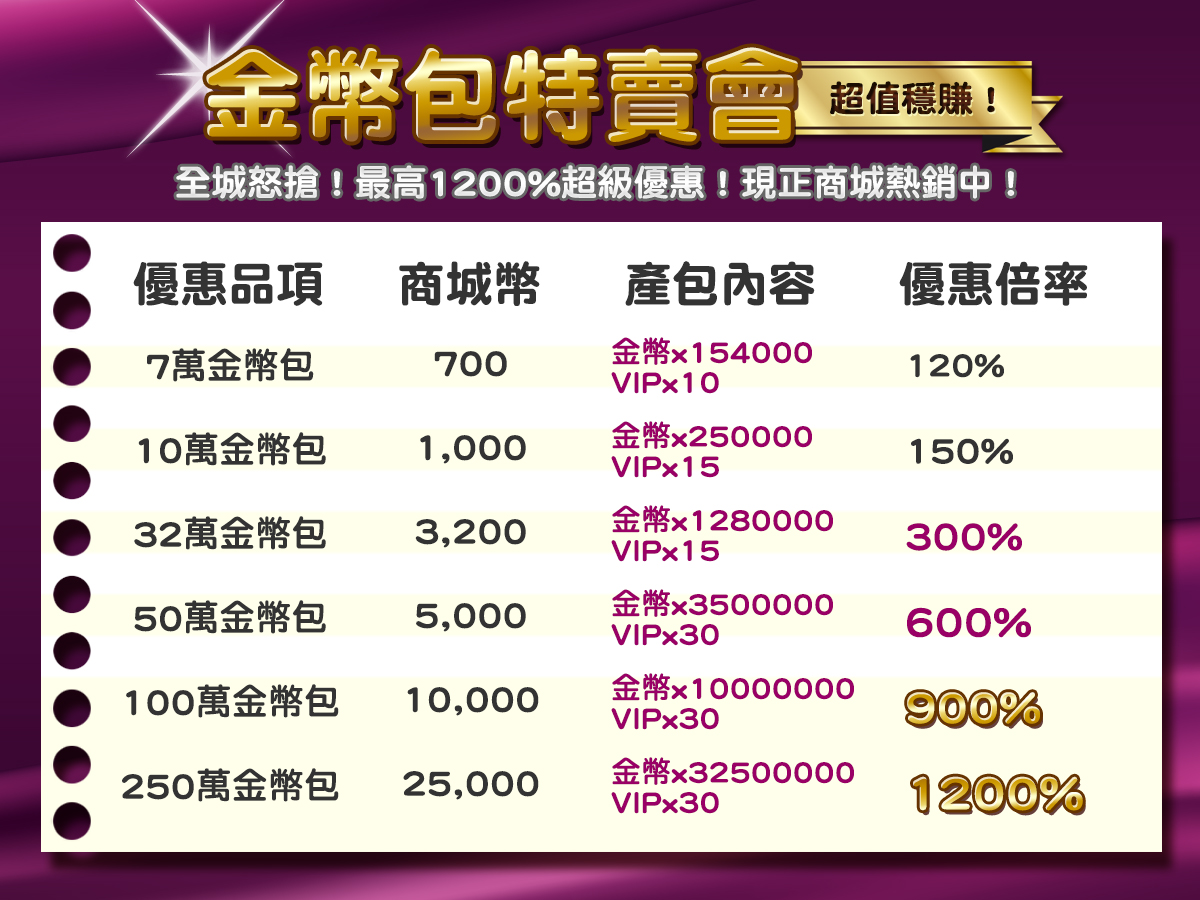 金幣包特賣會
超值穩賺！
全城怒搶！最高1200%超級優惠！現正商城熱銷中！
優惠品項 商城幣 產包內容 優惠倍率
7萬金幣包 700 金幣x154000 120%
VIPx10
10萬金幣包 1,000 金幣x250000 150%
VIPx15
32萬金幣包 3,200 金幣x1280000 300%
VIPx15
50萬金幣包 5,000 金幣x3500000 600%
VIPx30
100萬金幣包 10,000 金幣x10000000 900%
VIPx30
250萬金幣包 25,000 金幣x32500000 1200%
VIPx30